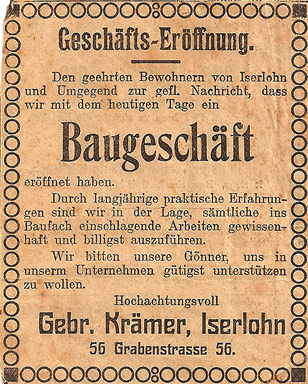 Geschäfts-Eröffnung.
Den geehrten Bewohnern von Iserlohn
und Umgegend zur gefl. Nachricht, dass
wir mit dem heutigen Tage ein
Baugeschäft
eröffnet haben.
Durch langjährige praktische Erfahrun-
gen sind wir in der Lage, sämtliche ins
Baufach einschlagende Arbeiten gewissen-
haft und billigst auszuführen.
Wir bitten unsere Gönner, uns in
unserm Unternehmen gütigst unterstützen
zu wollen.
Hochachtungsvoll
Gebr. Krämer, Iserlohn
56 Grabenstrasse 56.